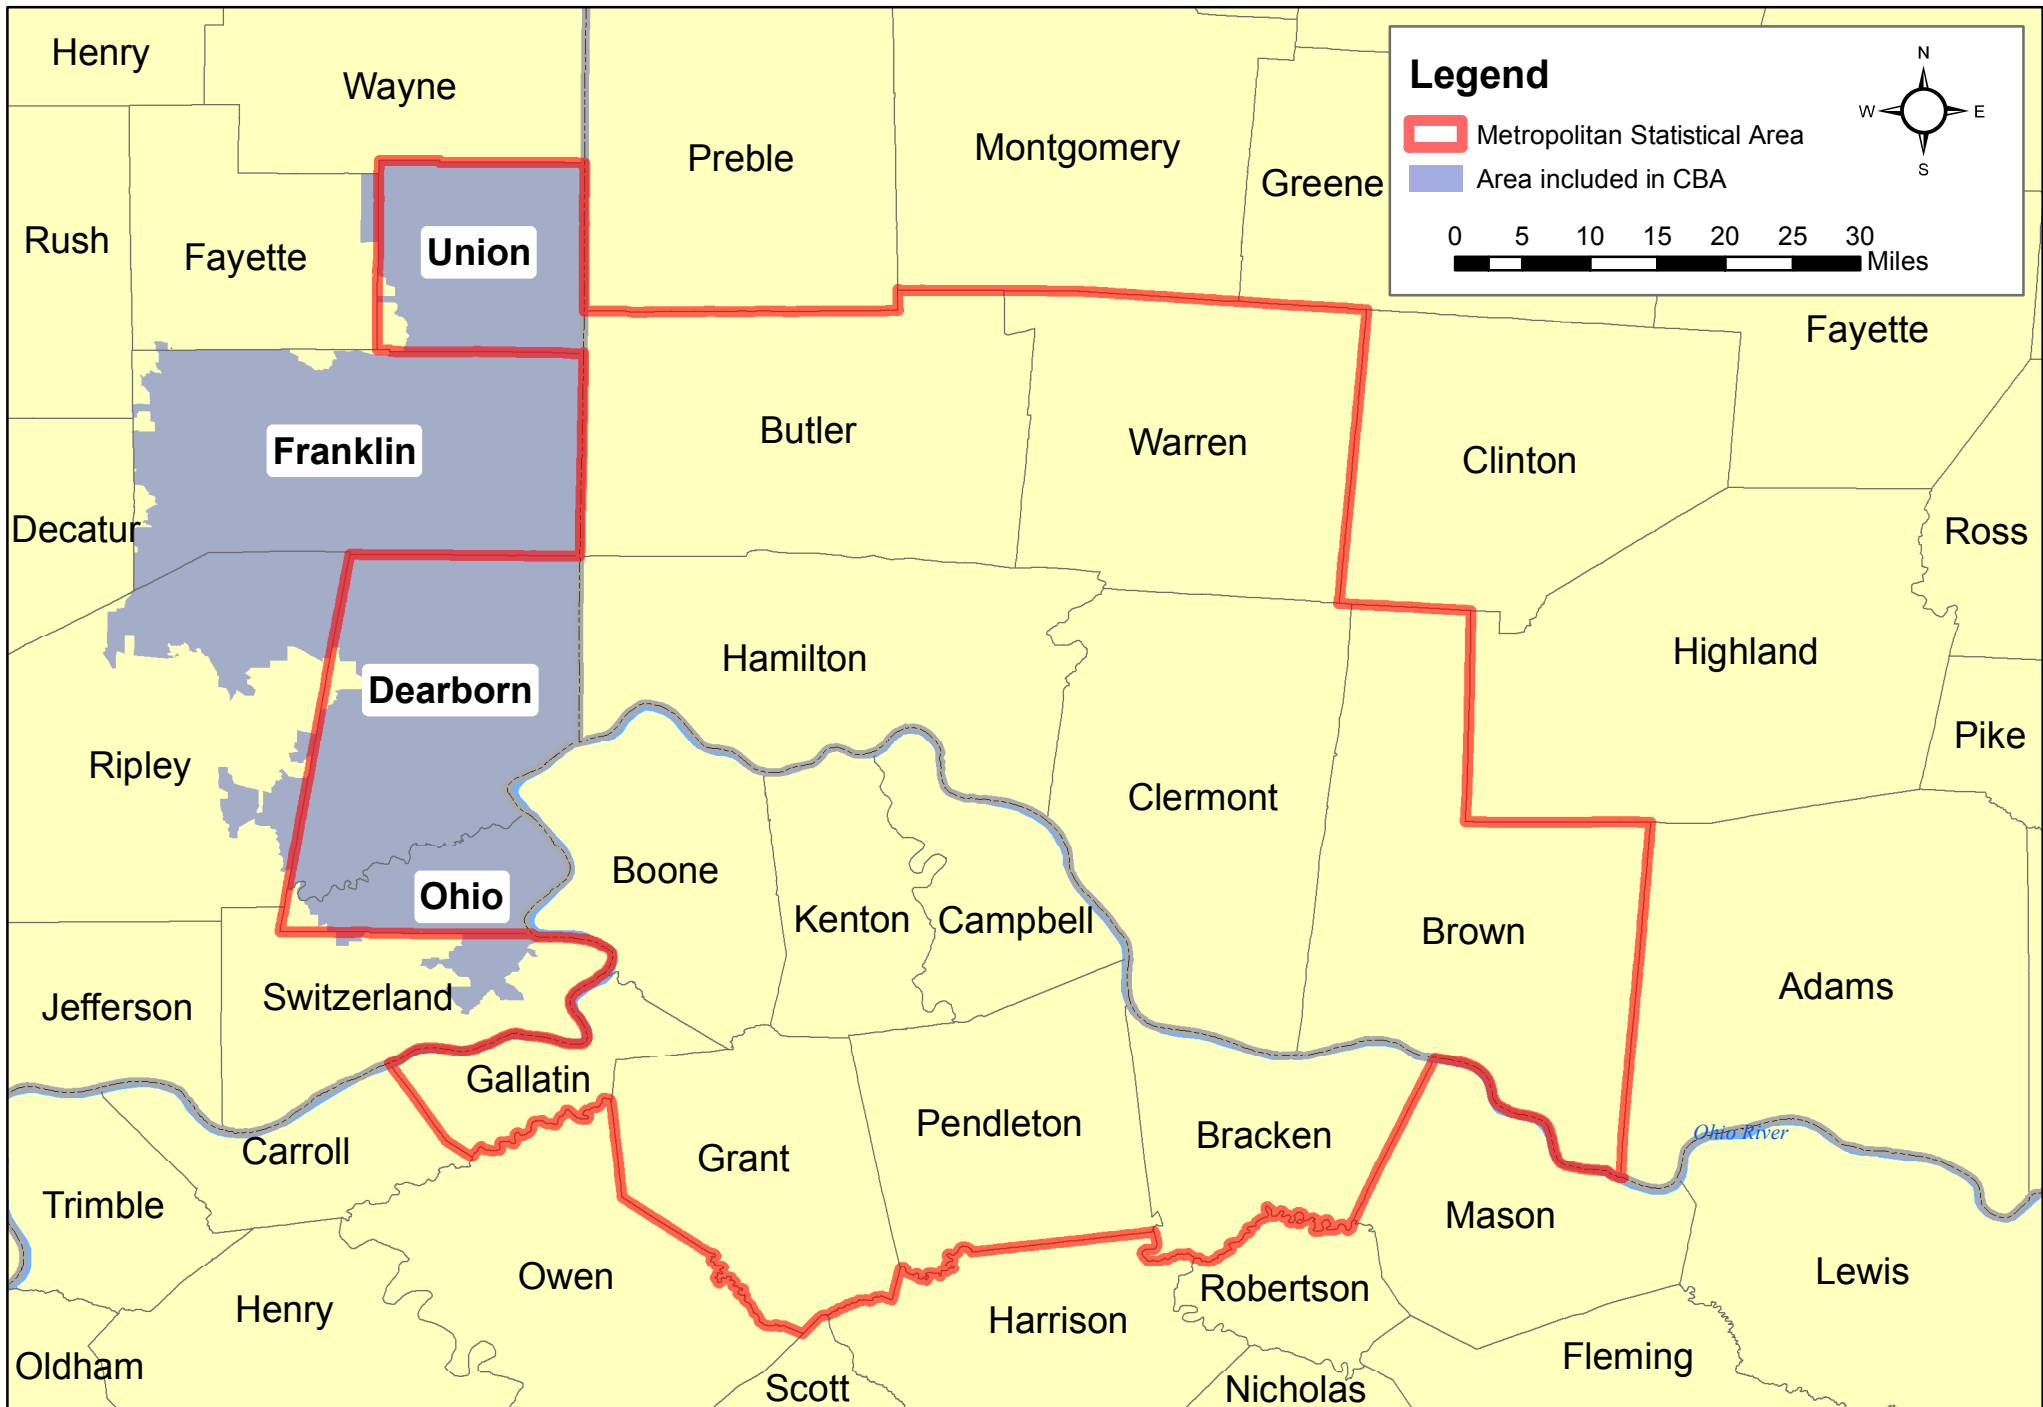 Henry
Wayne
Preble
Montgomery
Greene
Legend
Metropolitan Statistical Area
Area included in CBA
N
W
E
S
0 5 10 15 20 25 30
Miles
Rush
Fayette
Union
Fayette
Franklin
Butler
Warren
Clinton
Decatur
Ross
Hamilton
Highland
Dearborn
Ripley
Pike
Clermont
Boone
Ohio
Kenton
Campbell
Brown
Jefferson
Switzerland
Adams
Gallatin
Pendleton
Bracken
Ohio River
Carroll
Grant
Trimble
Mason
Owen
Robertson
Lewis
Henry
Harrison
Oldham
Fleming
Scott
Nicholas